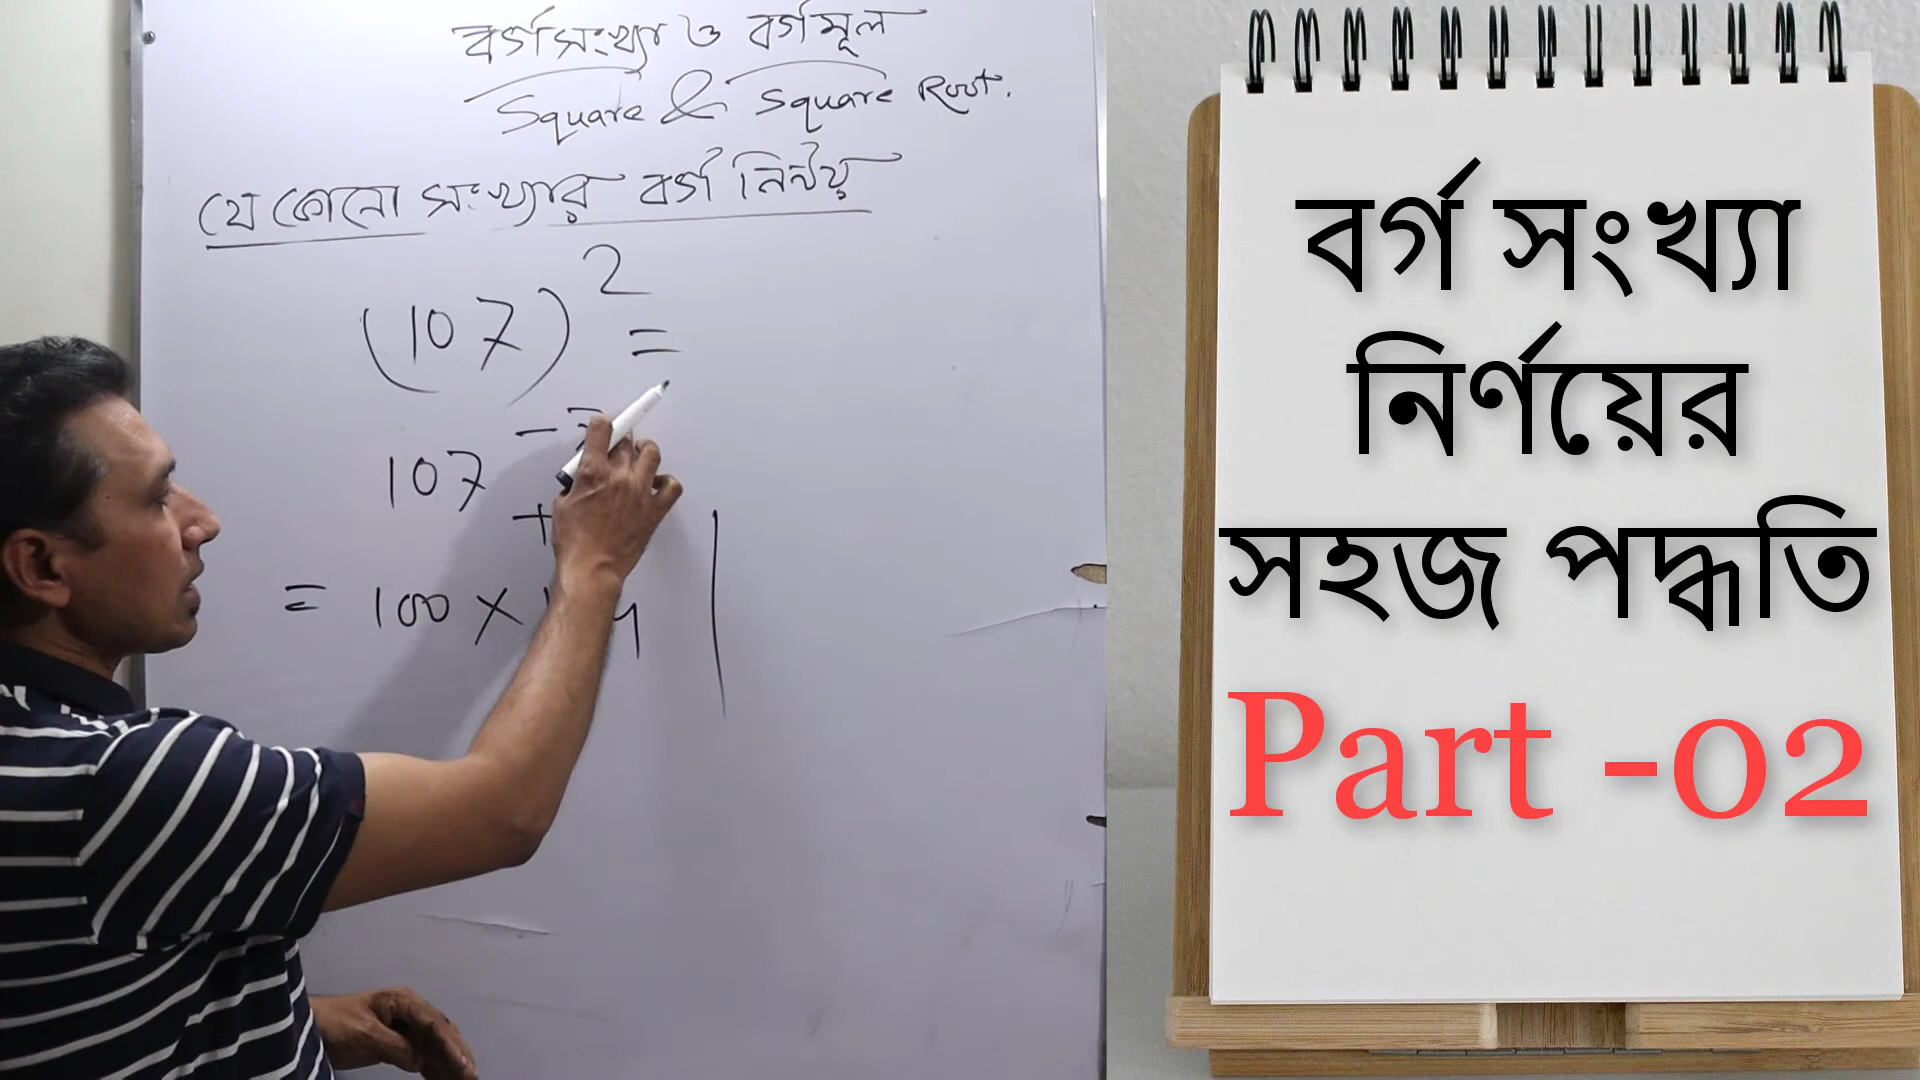 বর্গসংখ্যা ও বর্গমূল
Square & Square Root.
যে কোনো সংখ্যার বর্গ নির্ণয়
(107)² =
- 7
107
+
= 100 ×
বর্গ সংখ্যা
নির্ণয়ের
সহজ পদ্ধতি
Part -02